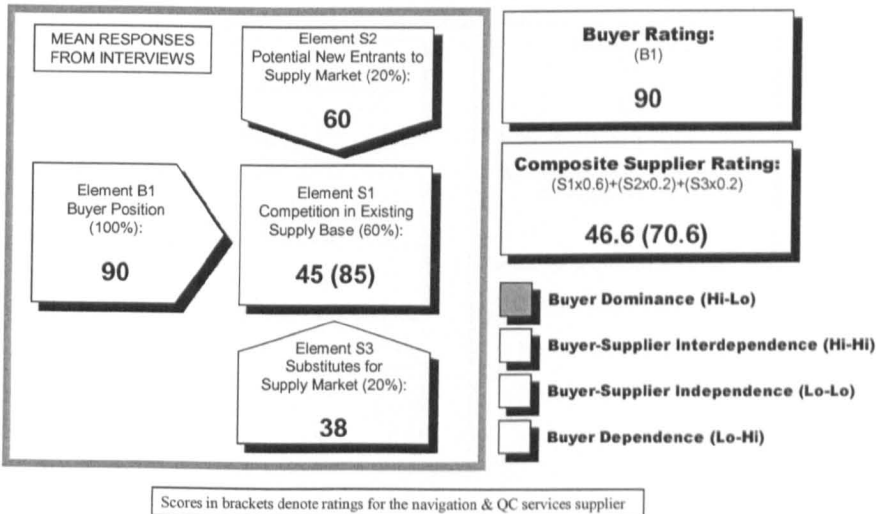 MEAN RESPONSES
FROM INTERVIEWS
Element S2
Potential New Entrants to
Supply Market (20%):
60
Element B1
Buyer Position
(100%):
90
Element S1
Competition in Existing
Supply Base (60%):
45 (85)
Element S3
Substitutes for
Supply Market (20%):
38
Buyer Rating:
(B1)
90
Composite Supplier Rating:
(S1x0.6)+(S2x0.2)+(S3x0.2)
46.6 (70.6)
Buyer Dominance (Hi-Lo)
Buyer-Supplier Interdependence (Hi-Hi)
Buyer-Supplier Independence (Lo-Lo)
Buyer Dependence (Lo-Hi)
Scores in brackets denote ratings for the navigation & QC services supplier